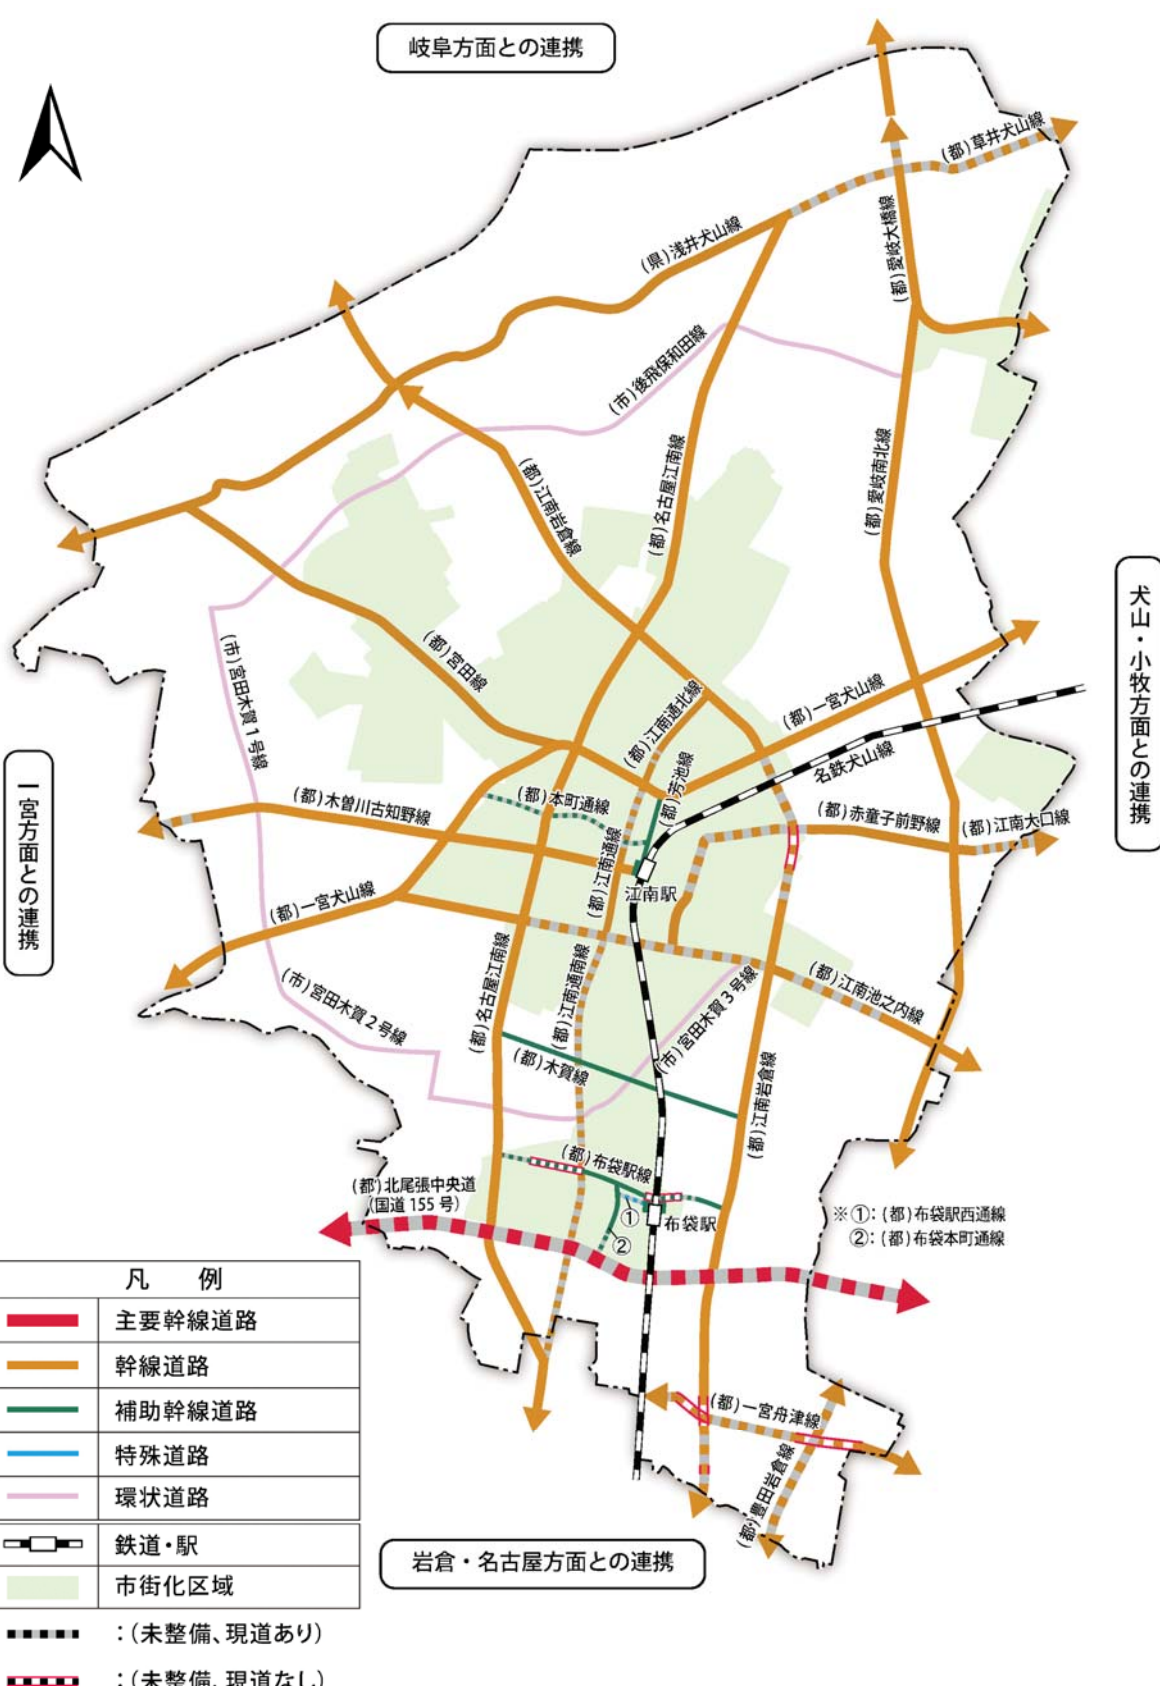 岐阜方面との連携
(都)草井犬山線
(都)愛岐大橋線
(県)浅井犬山線
(市)後飛保和田線
(都)江南岩倉線
(都)名古屋江南線
(都)愛岐南北線
犬山・小牧方面との連携
(都)宮田線
(市)宮田木賀1号線
(都)江南通北線
(都)一宮犬山線
名鉄犬山線
(都)芳池線
一宮方面との連携
(都)木曽川古知野線
(都)本町通線
(都)赤童子前野線
(都)江南大口線
(都)江南通線
江南駅
(都)一宮犬山線
(都)名古屋江南線
(都)江南通南線
(市)宮田木賀2号線
(市)宮田木賀3号線
(都)江南池之内線
(都)木賀線
(都)江南岩倉線
(都)布袋駅線
(都)北尾張中央道
(国道155号)
①
布袋駅
②
※①:(都)布袋駅西通線
②:(都)布袋本町通線
(都)一宮舟津線
(都)豊田岩倉線
岩倉・名古屋方面との連携
凡 例
主要幹線道路
幹線道路
補助幹線道路
特殊道路
環状道路
鉄道・駅
市街化区域
:(未整備、現道あり)
:(未整備、現道なし)